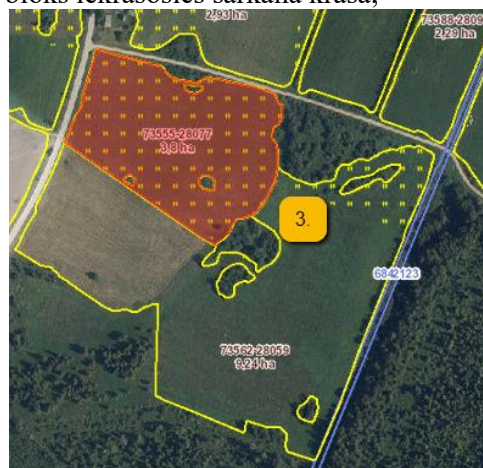 bloks iekrāsosies sarkanā krāsā,
2,93 ha
73588-2809
2,29 ha
73555-28077
3,8 ha
3.
6842123
73562-28059
9,24 ha